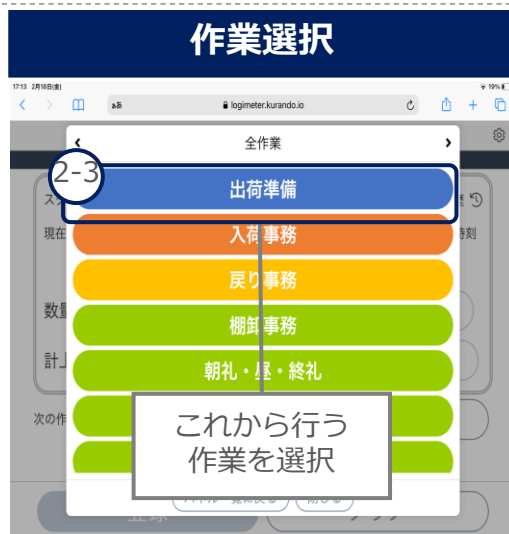 作業選択
17:13 2月18日(金) 19%
ぁあ logimeter.kurando.io
全作業
2-3
出荷準備
入荷事務
現在
時刻
戻り事務
数量
棚卸事務
計上
朝礼・昼・終礼
次の作
これから行う
作業を選択